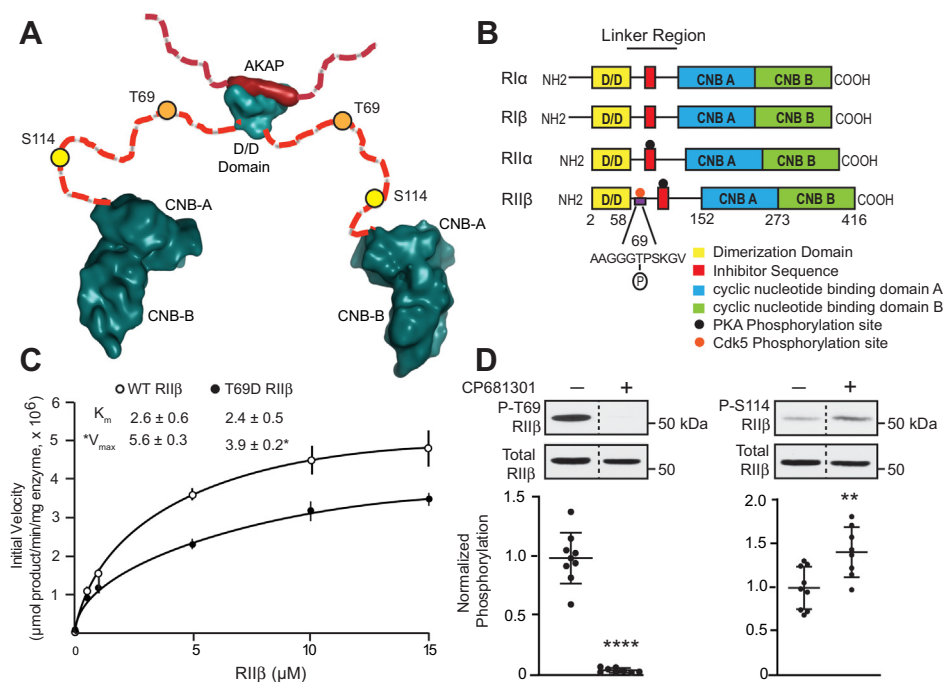 A
AKAP
T69
T69
S114
D/D
Domain
S114
CNB-A
CNB-A
CNB-B
CNB-B
B
Linker Region
RIα NH2 D/D CNB A CNB B COOH
RIβ NH2 D/D CNB A CNB B COOH
RIIα NH2 D/D CNB A CNB B COOH
RIIβ NH2 D/D CNB A CNB B COOH
2 58 152 273 416
69
AAGGGTPSKGV
P
Dimerization Domain
Inhibitor Sequence
cyclic nucleotide binding domain A
cyclic nucleotide binding domain B
PKA Phosphorylation site
Cdk5 Phosphorylation site
C
WT RIIβ T69D RIIβ
Km 2.6 ± 0.6 2.4 ± 0.5
*Vmax 5.6 ± 0.3 3.9 ± 0.2*
Initial Velocity
(µmol product/min/mg enzyme, x 10⁶)
6
5
4
3
2
1
0
0 5 10 15
RIIβ (µM)
D
CP681301 — +
P-T69
RIIβ
50 kDa
Total
RIIβ
50
Normalized
Phosphorylation
1.5
1.0
0.5
0
****
— +
P-S114
RIIβ
50 kDa
Total
RIIβ
50
2.0
1.5
1.0
0.5
0
**